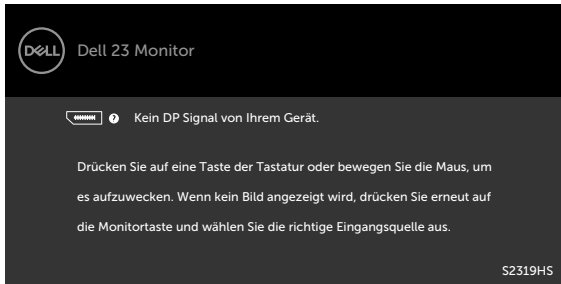 DELL
Dell 23 Monitor
? Kein DP Signal von Ihrem Gerät.
Drücken Sie auf eine Taste der Tastatur oder bewegen Sie die Maus, um
es aufzuwecken. Wenn kein Bild angezeigt wird, drücken Sie erneut auf
die Monitortaste und wählen Sie die richtige Eingangsquelle aus.
S2319HS